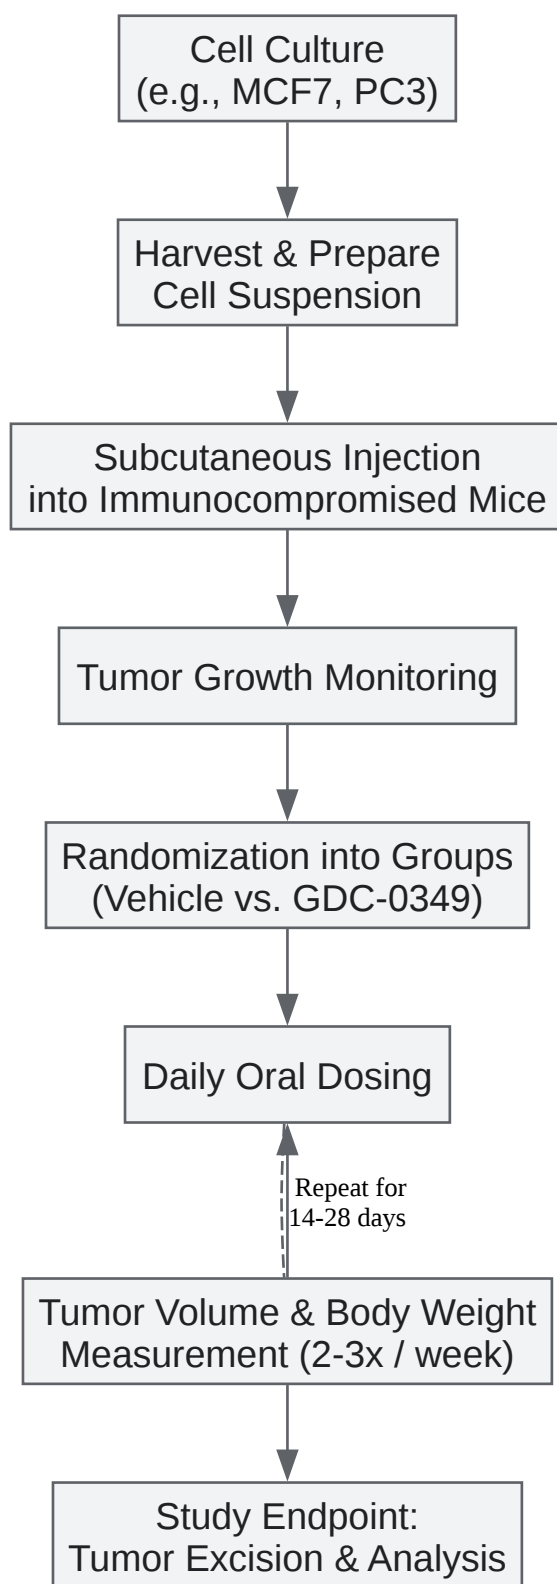 Cell Culture
(e.g., MCF7, PC3)
Harvest & Prepare
Cell Suspension
Subcutaneous Injection
into Immunocompromised Mice
Tumor Growth Monitoring
Randomization into Groups
(Vehicle vs. GDC-0349)
Daily Oral Dosing
Repeat for
14-28 days
Tumor Volume & Body Weight
Measurement (2-3x / week)
Study Endpoint:
Tumor Excision & Analysis